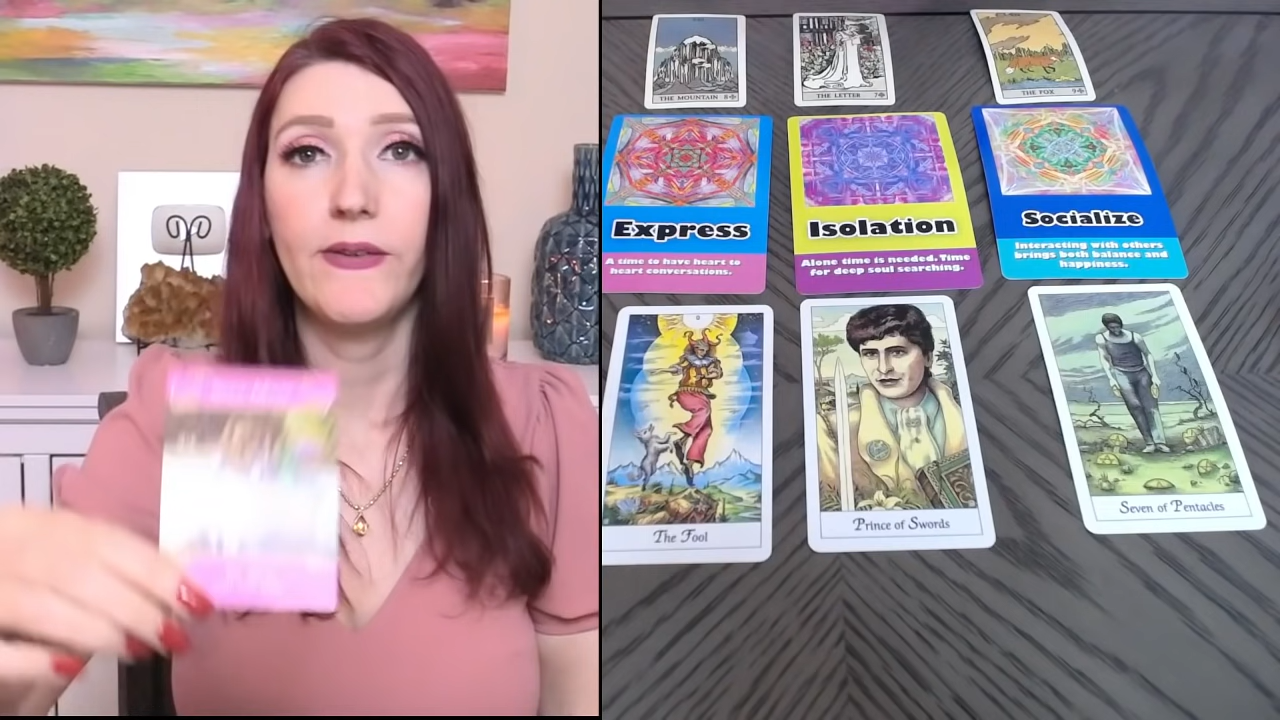 THE MOUNTAIN 8
THE LETTER 7
THE FOX 9
Express
A time to have heart to
heart conversations.
Isolation
Alone time is needed. Time
for deep soul searching.
Socialize
Interacting with others
brings both balance and
happiness.
0
The Fool
Prince of Swords
Seven of Pentacles